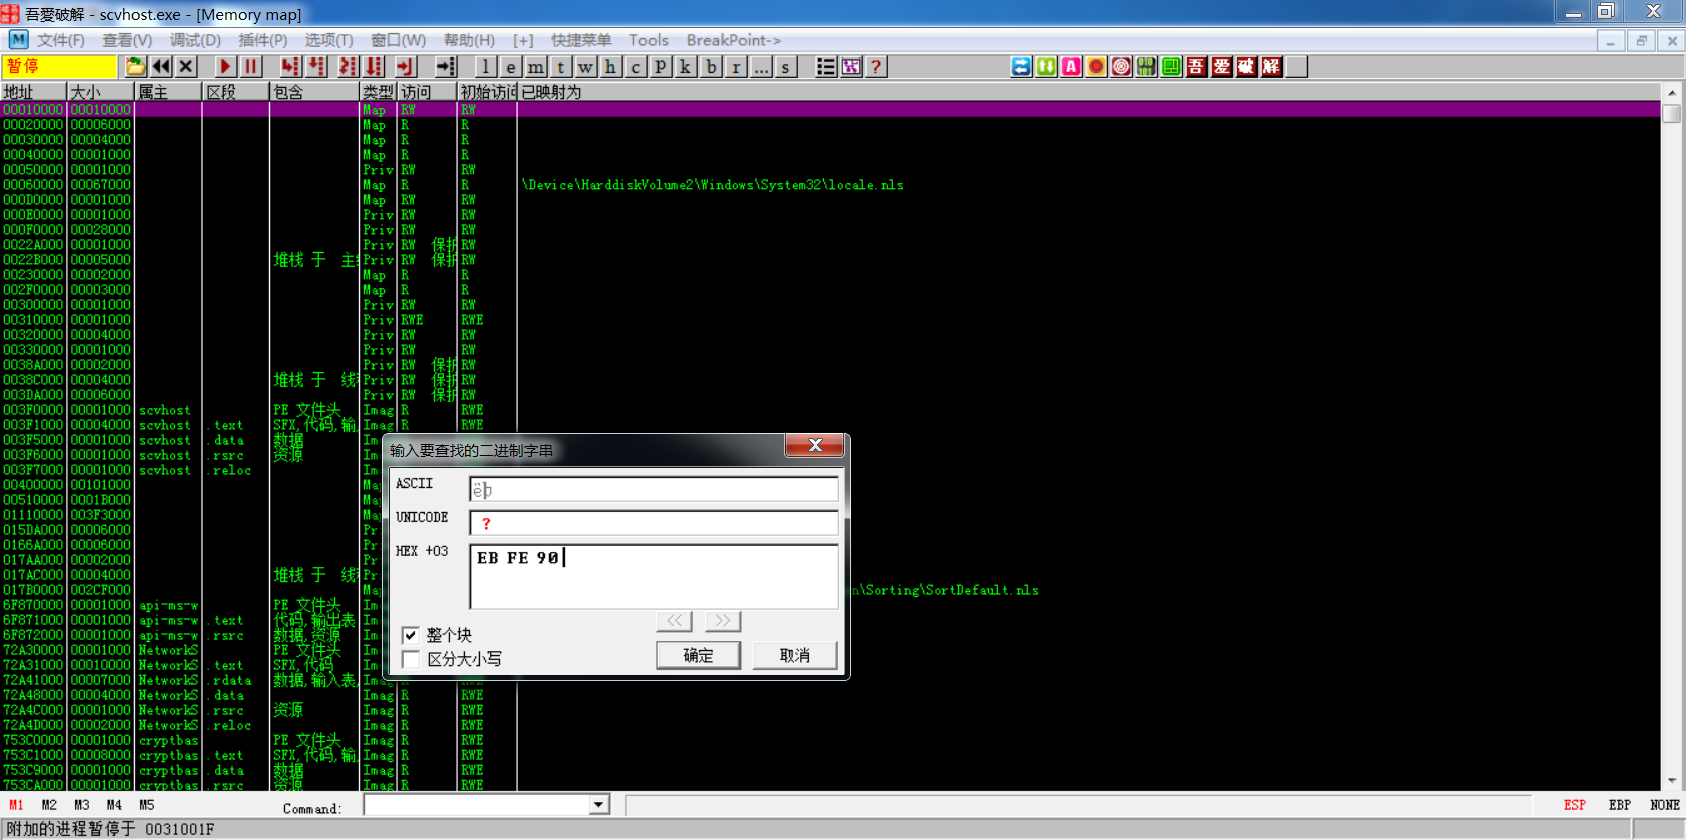 吾愛破解 - scvhost.exe - [Memory map]
文件(F) 查看(V) 调试(D) 插件(P) 选项(T) 窗口(W) 帮助(H) [+] 快捷菜单 Tools BreakPoint->
暂停 l e m t w h c p k b r ... s ? 吾 爱 破 解
地址 大小 属主 区段 包含 类型 访问 初始访问 已映射为
00010000 00010000 Map RW RW
00020000 00006000 Map R R
00030000 00004000 Map R R
00040000 00001000 Map R R
00050000 00001000 Priv RW RW
00060000 00067000 Map R R \Device\HarddiskVolume2\Windows\System32\locale.nls
000D0000 00001000 Map RW RW
000E0000 00001000 Priv RW RW
000F0000 00028000 Priv RW RW
0022A000 00001000 Priv RW 保护 RW
0022B000 00005000 堆栈 于 主 Priv RW 保护 RW
00230000 00002000 Map R R
002F0000 00003000 Map R R
00300000 00001000 Priv RW RW
00310000 00001000 Priv RWE RWE
00320000 00004000 Priv RW RW
00330000 00001000 Priv RW RW
0038A000 00002000 Priv RW 保护 RW
0038C000 00004000 堆栈 于 线 Priv RW 保护 RW
003DA000 00006000 Priv RW 保护 RW
003F0000 00001000 scvhost PE 文件头 Imag R RWE
003F1000 00004000 scvhost .text SFX,代码,输 Imag R RWE
003F5000 00001000 scvhost .data 数据 Im
003F6000 00001000 scvhost .rsrc 资源 Im
003F7000 00001000 scvhost .reloc Im
00400000 00101000 Ma
00510000 0001B000 Ma
01110000 003F3000 Ma
015DA000 00006000 Pr
0166A000 00006000 Pr
017AA000 00002000 Pr
017AC000 00004000 堆栈 于 线 Pr
017B0000 002CF000 Ma n\Sorting\SortDefault.nls
6F870000 00001000 api-ms-w PE 文件头 Im
6F871000 00001000 api-ms-w .text 代码,输出表 Im
6F872000 00001000 api-ms-w .rsrc 数据,资源 Im
72A30000 00001000 NetworkS PE 文件头 Im
72A31000 00010000 NetworkS .text SFX,代码 Im
72A41000 00007000 NetworkS .rdata 数据,输入表 Imag R RWE
72A48000 00004000 NetworkS .data Imag R RWE
72A4C000 00001000 NetworkS .rsrc 资源 Imag R RWE
72A4D000 00002000 NetworkS .reloc Imag R RWE
753C0000 00001000 cryptbas PE 文件头 Imag R RWE
753C1000 00008000 cryptbas .text SFX,代码,输 Imag R RWE
753C9000 00001000 cryptbas .data 数据 Imag R RWE
753CA000 00001000 cryptbas .rsrc 资源 Imag R RWE
输入要查找的二进制字串
ASCII ëþ
UNICODE ?
HEX +03 EB FE 90
<< >>
整个块
区分大小写
确定 取消
M1 M2 M3 M4 M5 Command: ESP EBP NONE
附加的进程暂停于 0031001F